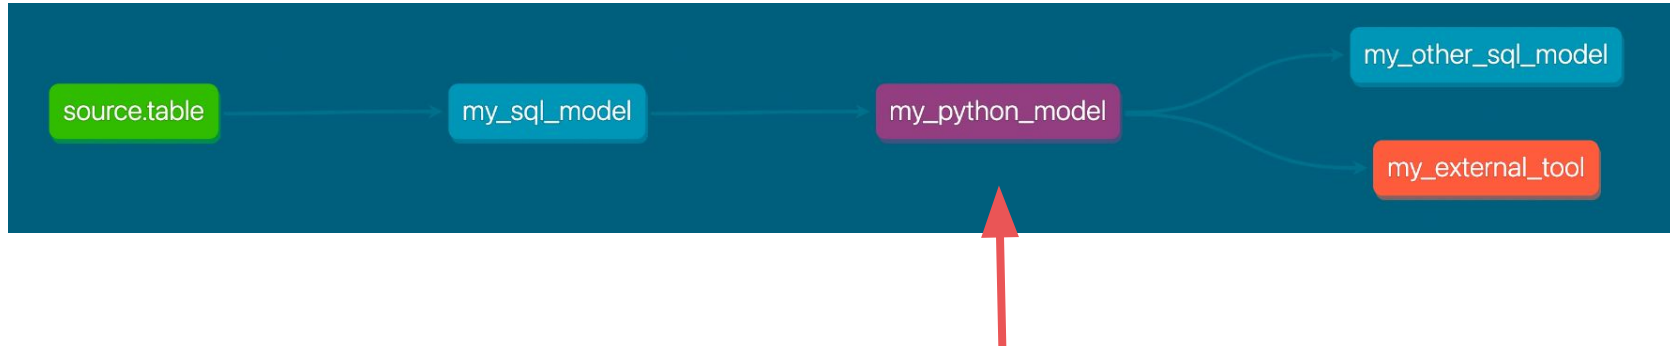 source.table
my_sql_model
my_python_model
my_other_sql_model
my_external_tool